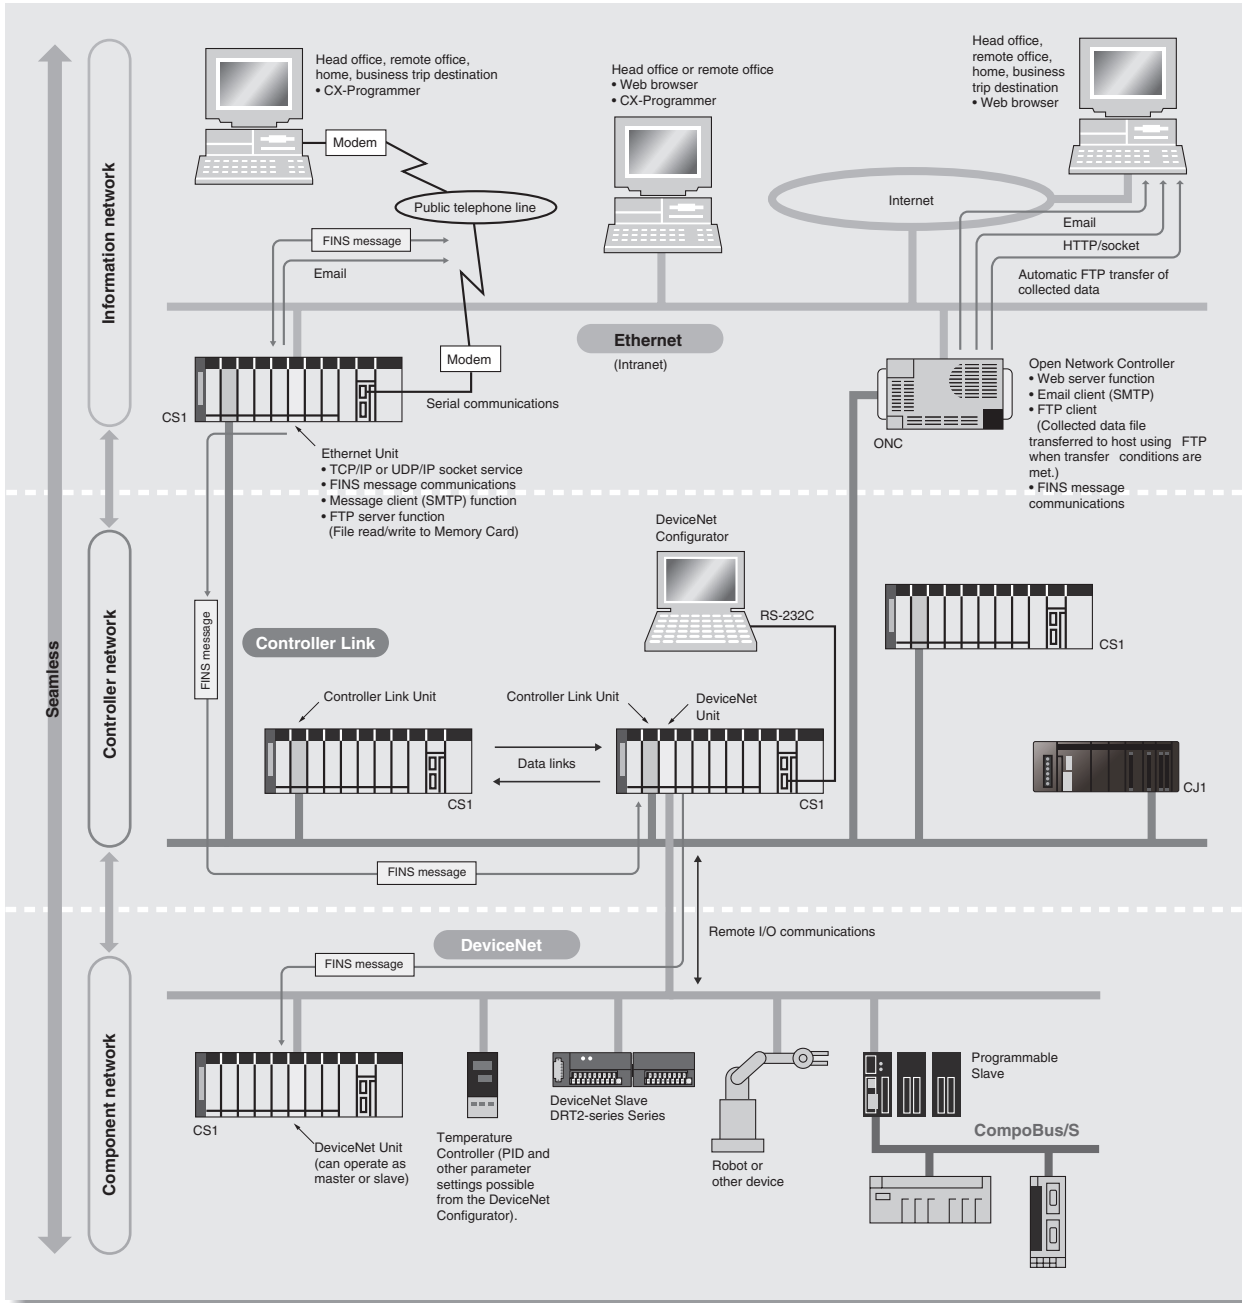 Head office, remote office,
home, business trip destination
• CX-Programmer
Modem
Public telephone line
FINS message
Email
Head office or remote office
• Web browser
• CX-Programmer
Head office,
remote office,
home, business
trip destination
• Web browser
Internet
Email
HTTP/socket
Automatic FTP transfer of
collected data
Information network
Ethernet
(Intranet)
Modem
Serial communications
CS1
Ethernet Unit
• TCP/IP or UDP/IP socket service
• FINS message communications
• Message client (SMTP) function
• FTP server function
(File read/write to Memory Card)
ONC
Open Network Controller
• Web server function
• Email client (SMTP)
• FTP client
(Collected data file
transferred to host using FTP
when transfer conditions are
met.)
• FINS message
communications
Seamless
Controller network
FINS message
Controller Link
DeviceNet
Configurator
RS-232C
CS1
Controller Link Unit
Controller Link Unit
DeviceNet
Unit
Data links
CS1
CS1
CJ1
FINS message
Remote I/O communications
Component network
DeviceNet
FINS message
CS1
DeviceNet Unit
(can operate as
master or slave)
Temperature
Controller (PID and
other parameter
settings possible
from the DeviceNet
Configurator).
DeviceNet Slave
DRT2-series Series
Robot or
other device
Programmable
Slave
CompoBus/S